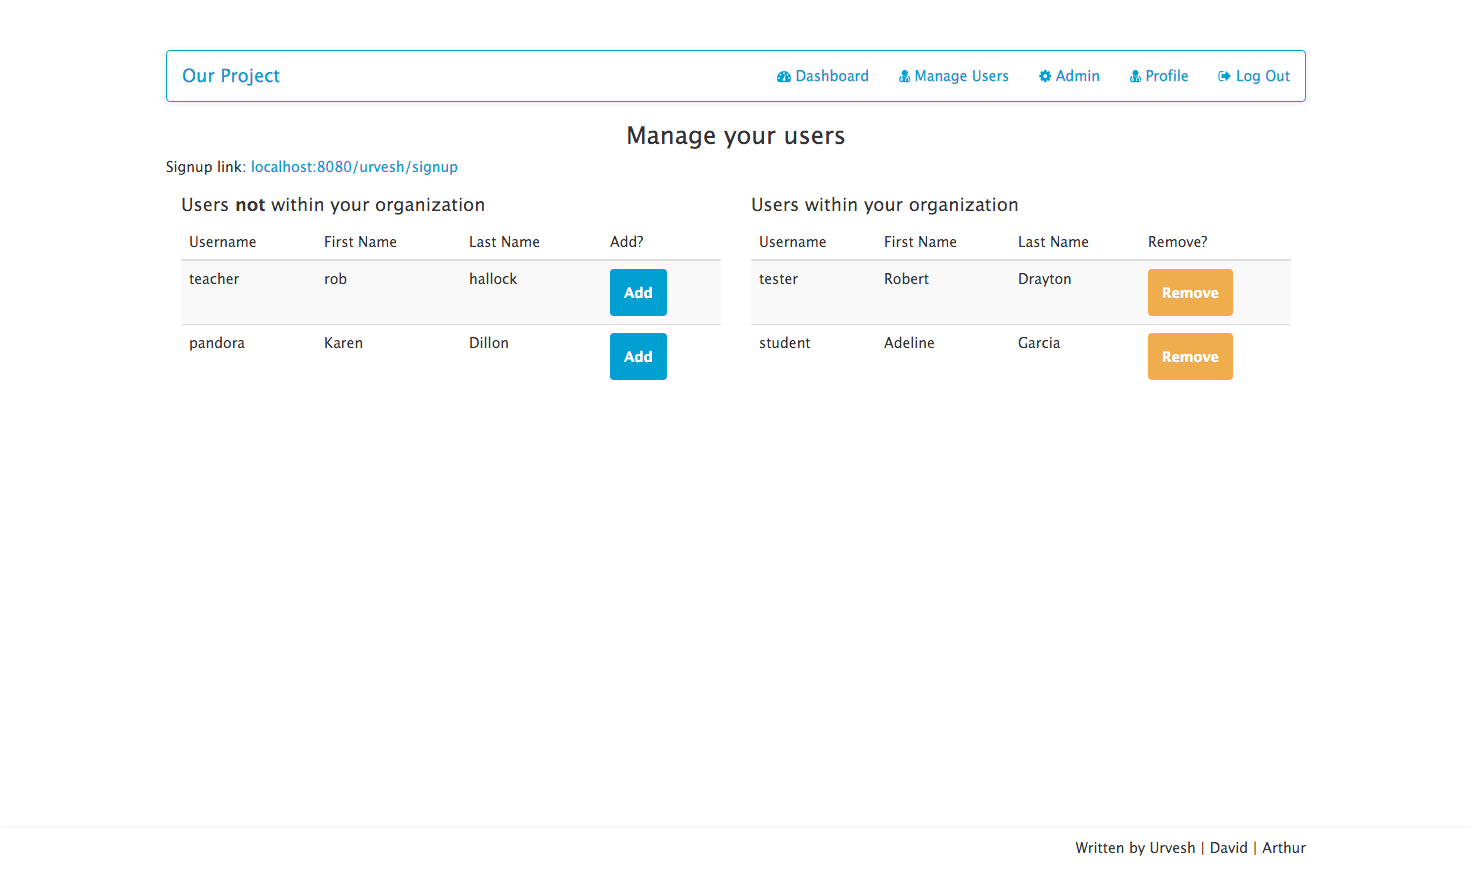 Our Project Dashboard Manage Users Admin Profile Log Out
Manage your users
Signup link: localhost:8080/urvesh/signup
Users not within your organization
Username First Name Last Name Add?
teacher rob hallock Add
pandora Karen Dillon Add
Users within your organization
Username First Name Last Name Remove?
tester Robert Drayton Remove
student Adeline Garcia Remove
Written by Urvesh | David | Arthur